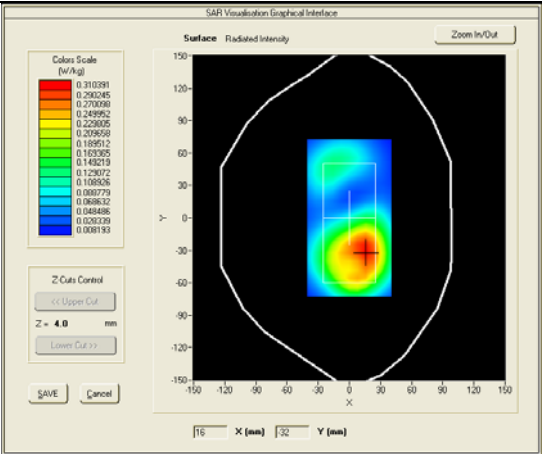 SAR Visualisation Graphical Interface
Surface Radiated Intensity
Zoom In/Out
Colors Scale
(W/kg)
0.310391
0.290245
0.270098
0.249952
0.229805
0.209658
0.189512
0.169365
0.149219
0.129072
0.108926
0.088779
0.068632
0.048486
0.028339
0.008193
Z-Cuts Control
<< Upper Cut
Z = 4.0 mm
Lower Cut >>
SAVE Cancel
150
120
90
60
30
0
-30
-60
-90
-120
-150
Y
-150 -120 -90 -60 -30 0 30 60 90 120 150
X
16 X (mm) -32 Y (mm)